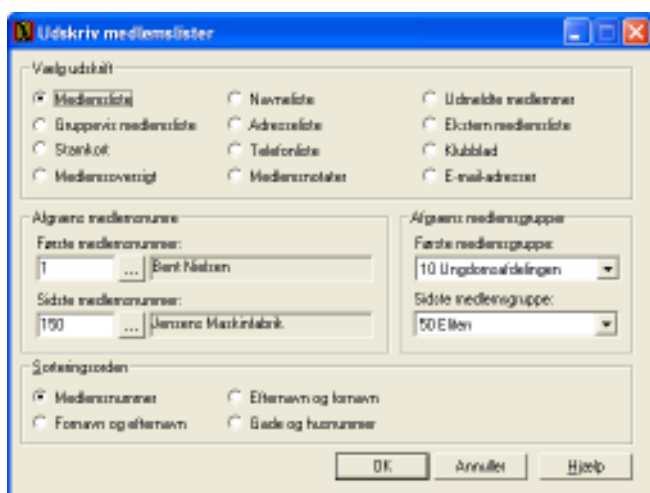 Udskriv medlemslister
Vælg udskift
Medlemsliste
Navneliste
Udmeldte medlemmer
Gruppevis medlemsliste
Adresseliste
Ekstern medlemsliste
Stamkort
Telefonliste
Klubblad
Medlemsoversigt
Medlemsnotater
E-mail-adresser
Afgræns medlemsnumre
Afgræns medlemsgrupper
Første medlemsnummer:
Første medlemsgruppe:
1 ... Bent Nielsen
10 Ungdomsafdelingen
Sidste medlemsnummer:
Sidste medlemsgruppe:
150 ... Jensens Maskinfabrik
50 Eliten
Sorteringsorden
Medlemsnummer
Efternavn og fornavn
Fornavn og efternavn
Gade og husnummer
OK
Annuller
Hjælp